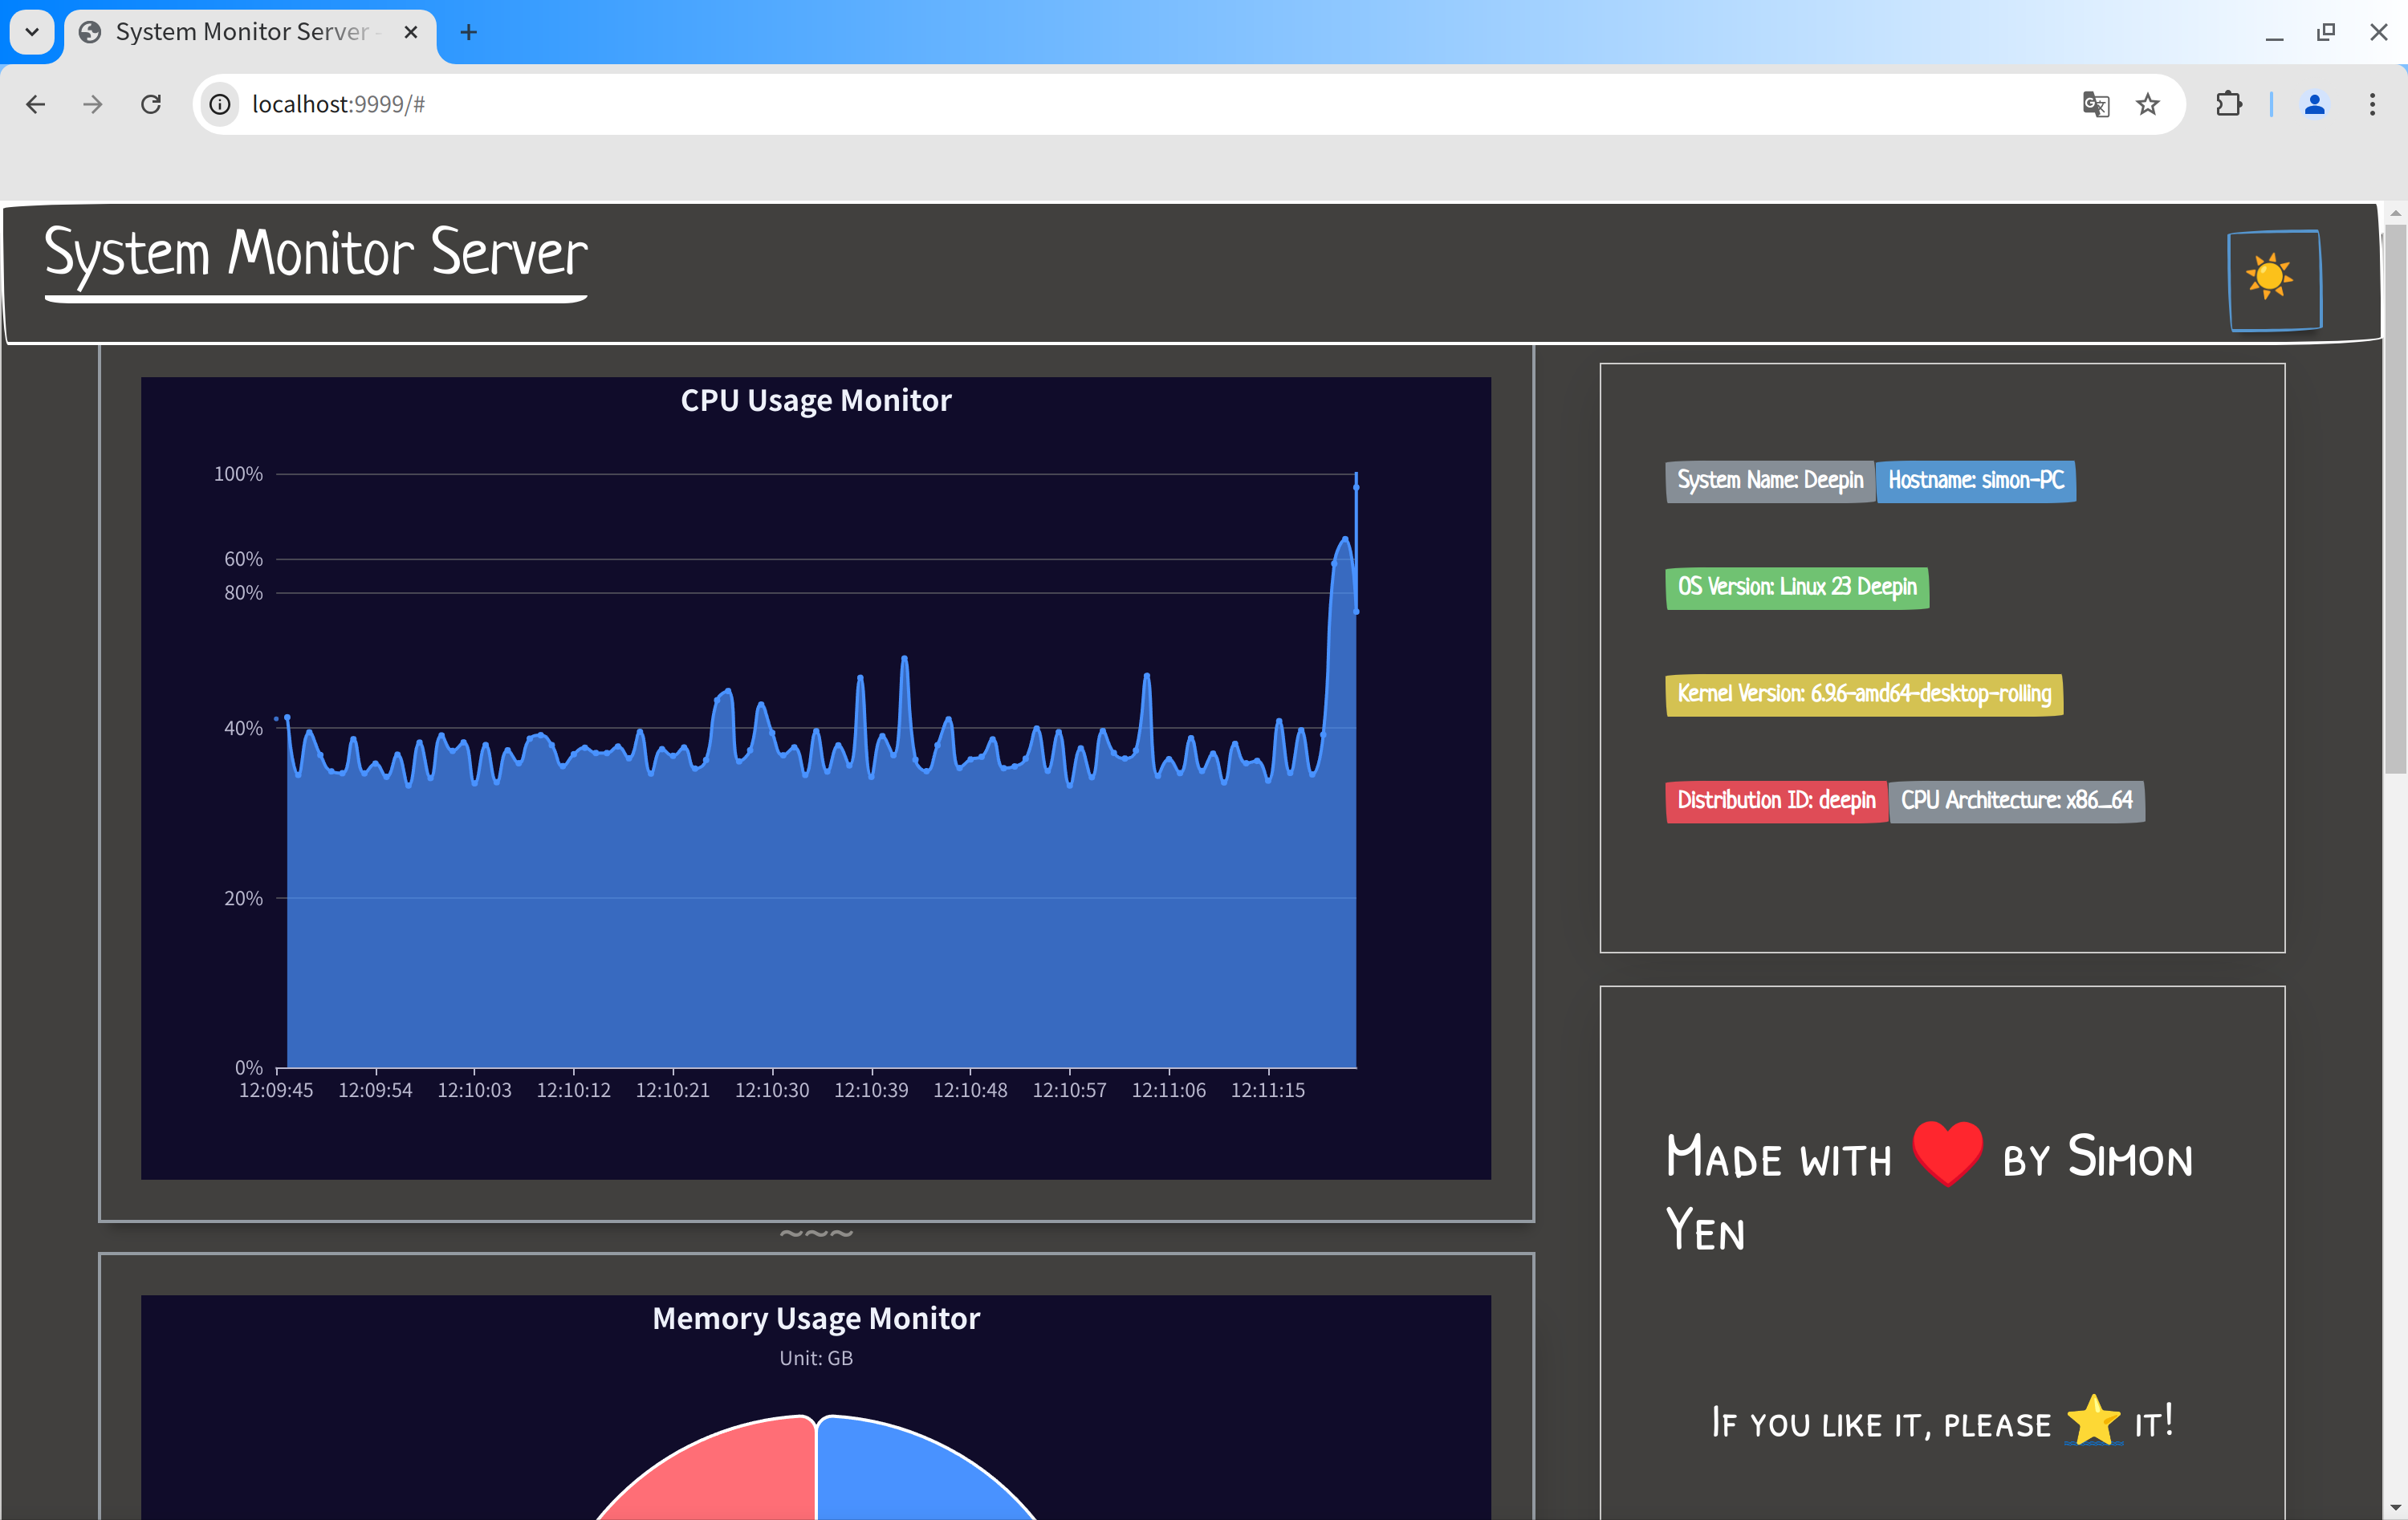 System Monitor Server -
localhost:9999/#
System Monitor Server
CPU Usage Monitor
100%
60%
80%
40%
20%
0%
12:09:45 12:09:54 12:10:03 12:10:12 12:10:21 12:10:30 12:10:39 12:10:48 12:10:57 12:11:06 12:11:15
~~~
Memory Usage Monitor
Unit: GB
System Name: Deepin Hostname: simon-PC
OS Version: Linux 23 Deepin
Kernel Version: 6.9.6-amd64-desktop-rolling
Distribution ID: deepin CPU Architecture: x86_64
Made with ❤️ by Simon
Yen
If you like it, please ⭐ it!